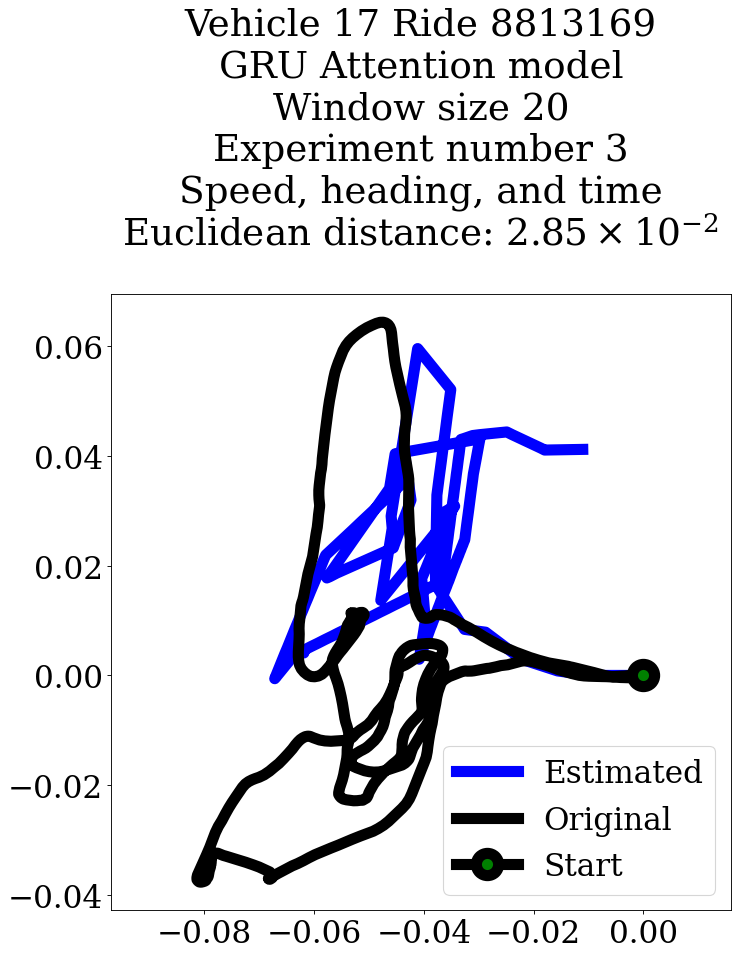 Vehicle 17 Ride 8813169
GRU Attention model
Window size 20
Experiment number 3
Speed, heading, and time
Euclidean distance: 2.85 × 10⁻²
0.06
0.04
0.02
0.00
−0.02
−0.04
Estimated
Original
Start
−0.08 −0.06 −0.04 −0.02 0.00